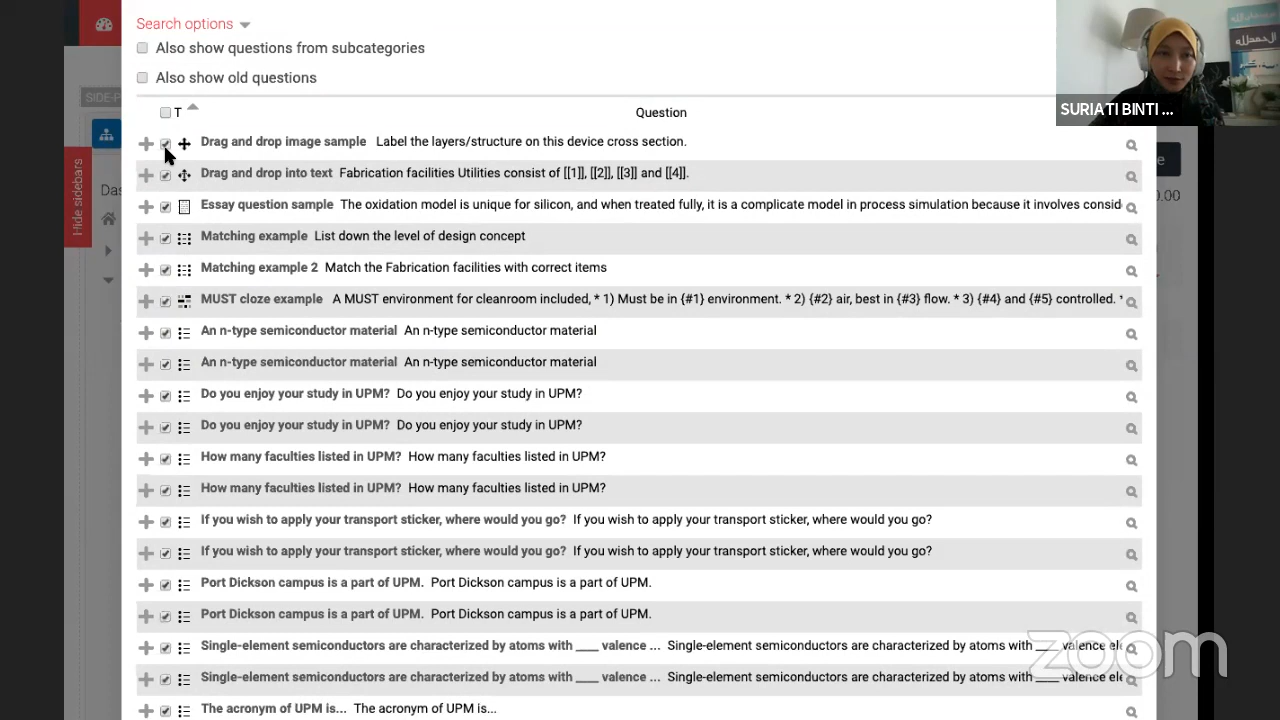 Search options
Also show questions from subcategories
Also show old questions
T
Question
Drag and drop image sample Label the layers/structure on this device cross section.
Drag and drop into text Fabrication facilities Utilities consist of [[1]], [[2]], [[3]] and [[4]].
Essay question sample The oxidation model is unique for silicon, and when treated fully, it is a complicate model in process simulation because it involves consid
Matching example List down the level of design concept
Matching example 2 Match the Fabrication facilities with correct items
MUST cloze example A MUST environment for cleanroom included, * 1) Must be in {#1} environment. * 2) {#2} air, best in {#3} flow. * 3) {#4} and {#5} controlled. *
An n-type semiconductor material An n-type semiconductor material
An n-type semiconductor material An n-type semiconductor material
Do you enjoy your study in UPM? Do you enjoy your study in UPM?
Do you enjoy your study in UPM? Do you enjoy your study in UPM?
How many faculties listed in UPM? How many faculties listed in UPM?
How many faculties listed in UPM? How many faculties listed in UPM?
If you wish to apply your transport sticker, where would you go? If you wish to apply your transport sticker, where would you go?
If you wish to apply your transport sticker, where would you go? If you wish to apply your transport sticker, where would you go?
Port Dickson campus is a part of UPM. Port Dickson campus is a part of UPM.
Port Dickson campus is a part of UPM. Port Dickson campus is a part of UPM.
Single-element semiconductors are characterized by atoms with ____ valence ... Single-element semiconductors are characterized by atoms with ____ valence ele
Single-element semiconductors are characterized by atoms with ____ valence ... Single-element semiconductors are characterized by atoms with ____ valence ele
The acronym of UPM is... The acronym of UPM is...
SURIATI BINTI ...
الحمدلله
SIDE-P
Hide sidebars
Das
e
0.00
zoom